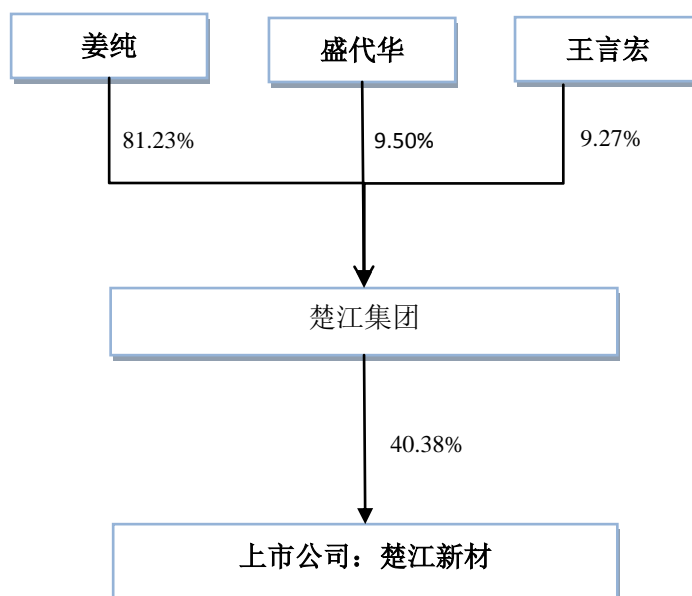 姜纯
盛代华
王言宏
81.23%
9.50%
9.27%
楚江集团
40.38%
上市公司：楚江新材